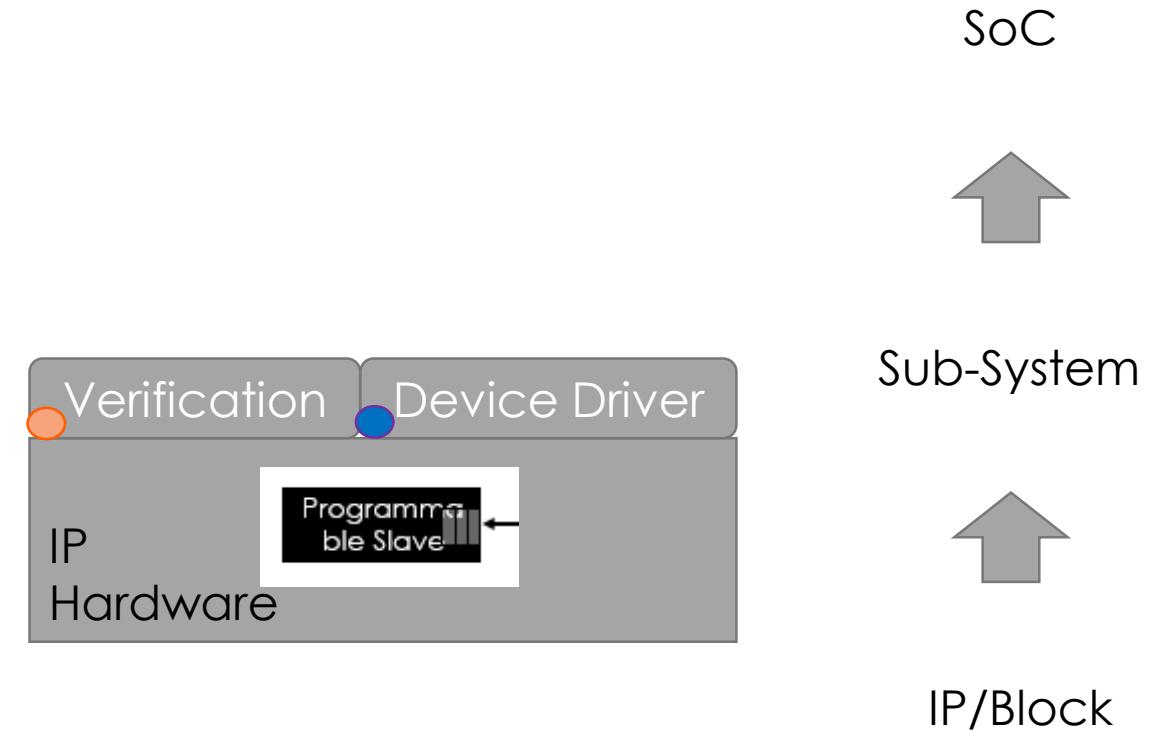 SoC
Sub-System
Verification
Device Driver
Programma
ble Slave
IP
Hardware
IP/Block